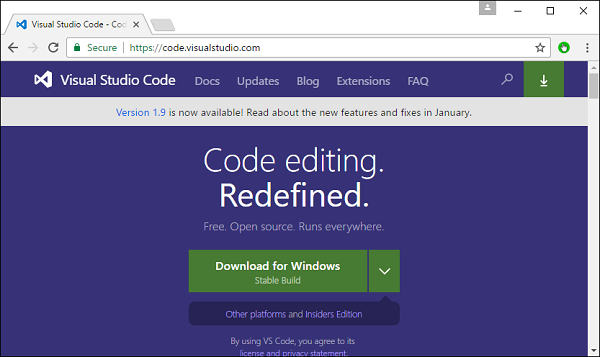 Visual Studio Code - Cod
Secure https://code.visualstudio.com
Visual Studio Code Docs Updates Blog Extensions FAQ
Version 1.9 is now available! Read about the new features and fixes in January.
Code editing.
Redefined.
Free. Open source. Runs everywhere.
Download for Windows
Stable Build
Other platforms and Insiders Edition
By using VS Code, you agree to its
license and privacy statement.